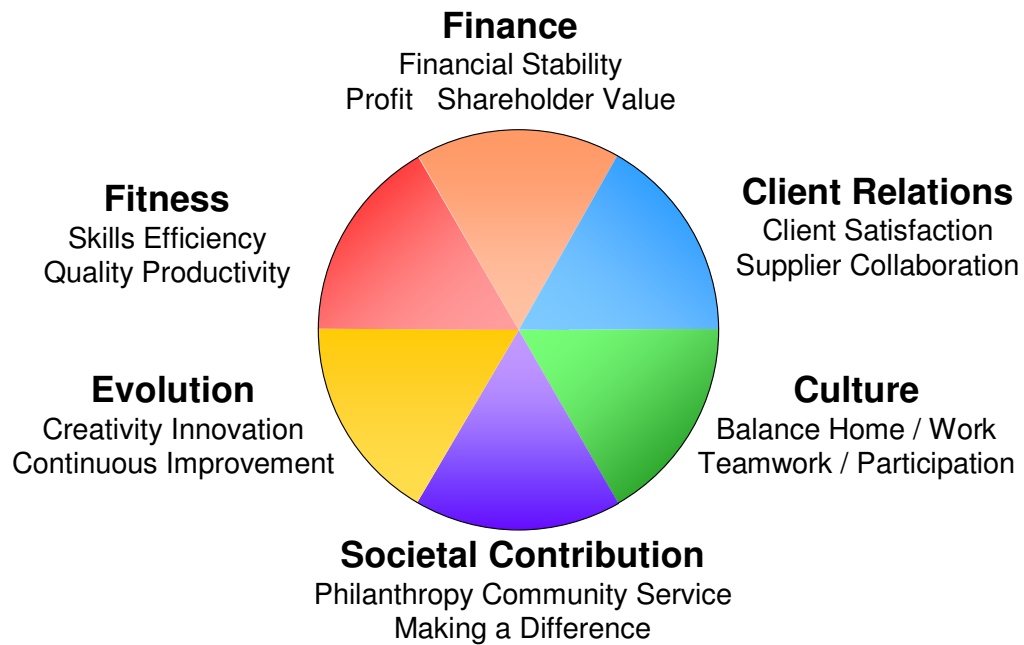 Finance
Financial Stability
Profit   Shareholder Value
Client Relations
Client Satisfaction
Supplier Collaboration
Culture
Balance Home / Work
Teamwork / Participation
Societal Contribution
Philanthropy Community Service
Making a Difference
Evolution
Creativity Innovation
Continuous Improvement
Fitness
Skills Efficiency
Quality Productivity